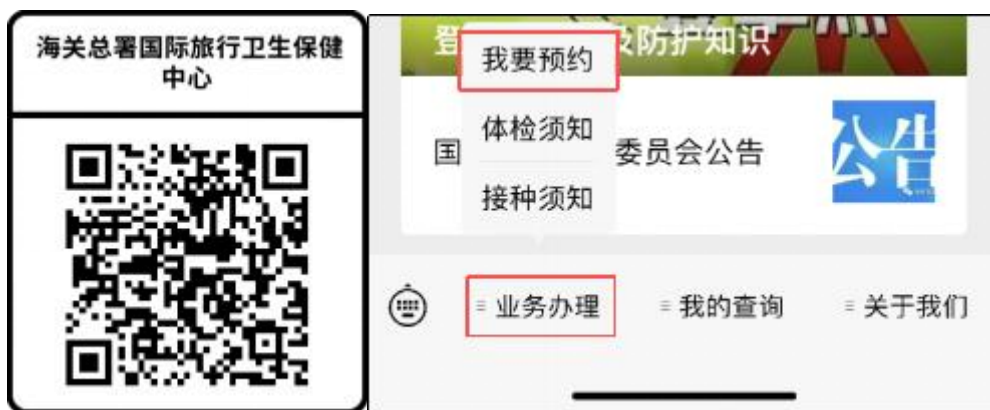 海关总署国际旅行卫生保健
中心
登
及防护知识
我要预约
体检须知
国
委员会公告
公告
接种须知
业务办理
我的查询
关于我们